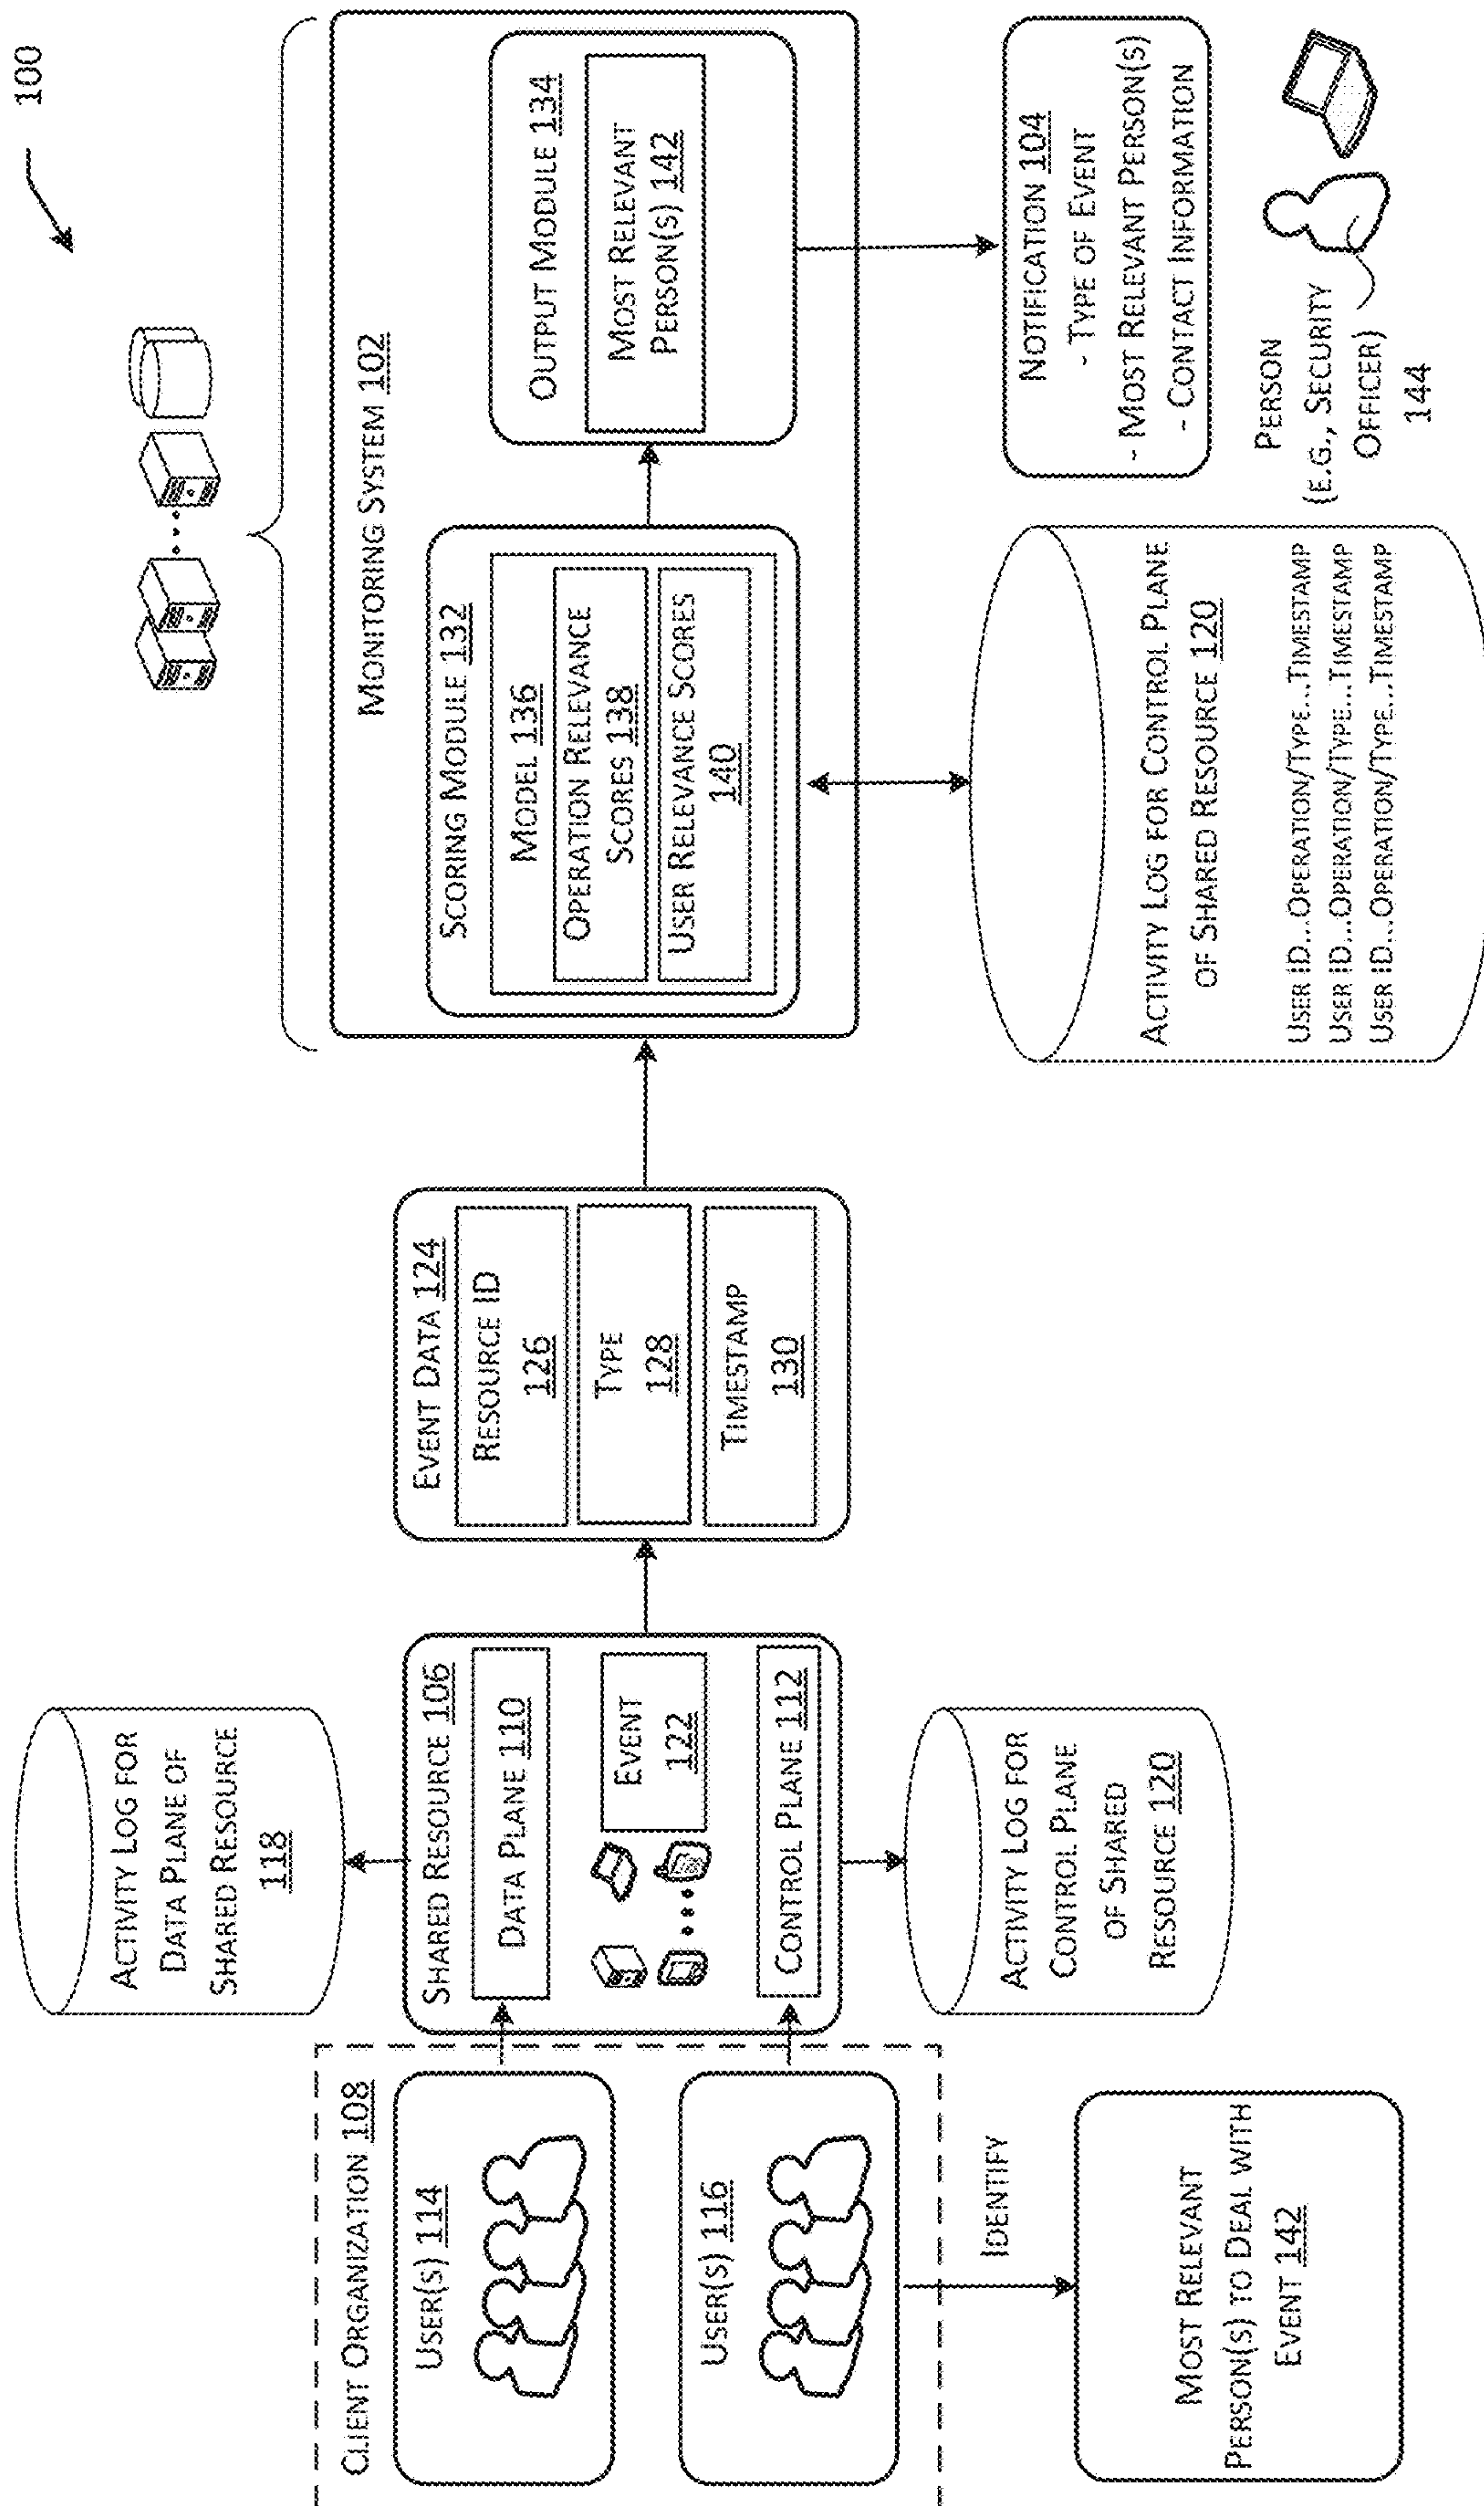 100
CLIENT ORGANIZATION 108
USER(S) 114
USER(S) 116
IDENTIFY
MOST RELEVANT
PERSON(S) TO DEAL WITH
EVENT 142
ACTIVITY LOG FOR
DATA PLANE OF
SHARED RESOURCE
118
SHARED RESOURCE 106
DATA PLANE 110
EVENT
122
CONTROL PLANE 112
ACTIVITY LOG FOR
CONTROL PLANE
OF SHARED
RESOURCE 120
EVENT DATA 124
RESOURCE ID
126
TYPE
128
TIMESTAMP
130
MONITORING SYSTEM 102
SCORING MODULE 132
MODEL 136
OPERATION RELEVANCE
SCORES 138
USER RELEVANCE SCORES
140
OUTPUT MODULE 134
MOST RELEVANT
PERSON(S) 142
ACTIVITY LOG FOR CONTROL PLANE
OF SHARED RESOURCE 120
USER ID...OPERATION/TYPE...TIMESTAMP
USER ID...OPERATION/TYPE...TIMESTAMP
USER ID...OPERATION/TYPE...TIMESTAMP
NOTIFICATION 104
- TYPE OF EVENT
- MOST RELEVANT PERSON(S)
- CONTACT INFORMATION
PERSON
(E.G., SECURITY
OFFICER)
144